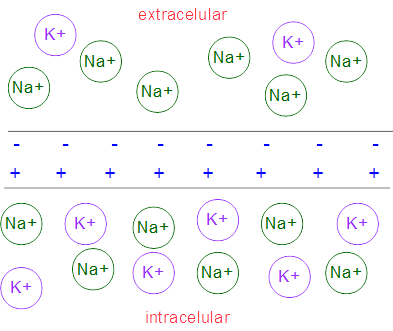 extracelular
K+ K+
Na+ Na+ Na+
Na+ Na+ Na+
- - - - - - - -
+ + + + + + + +
Na+ K+ Na+ K+ Na+ K+
K+ Na+ K+ Na+ K+ Na+
intracelular